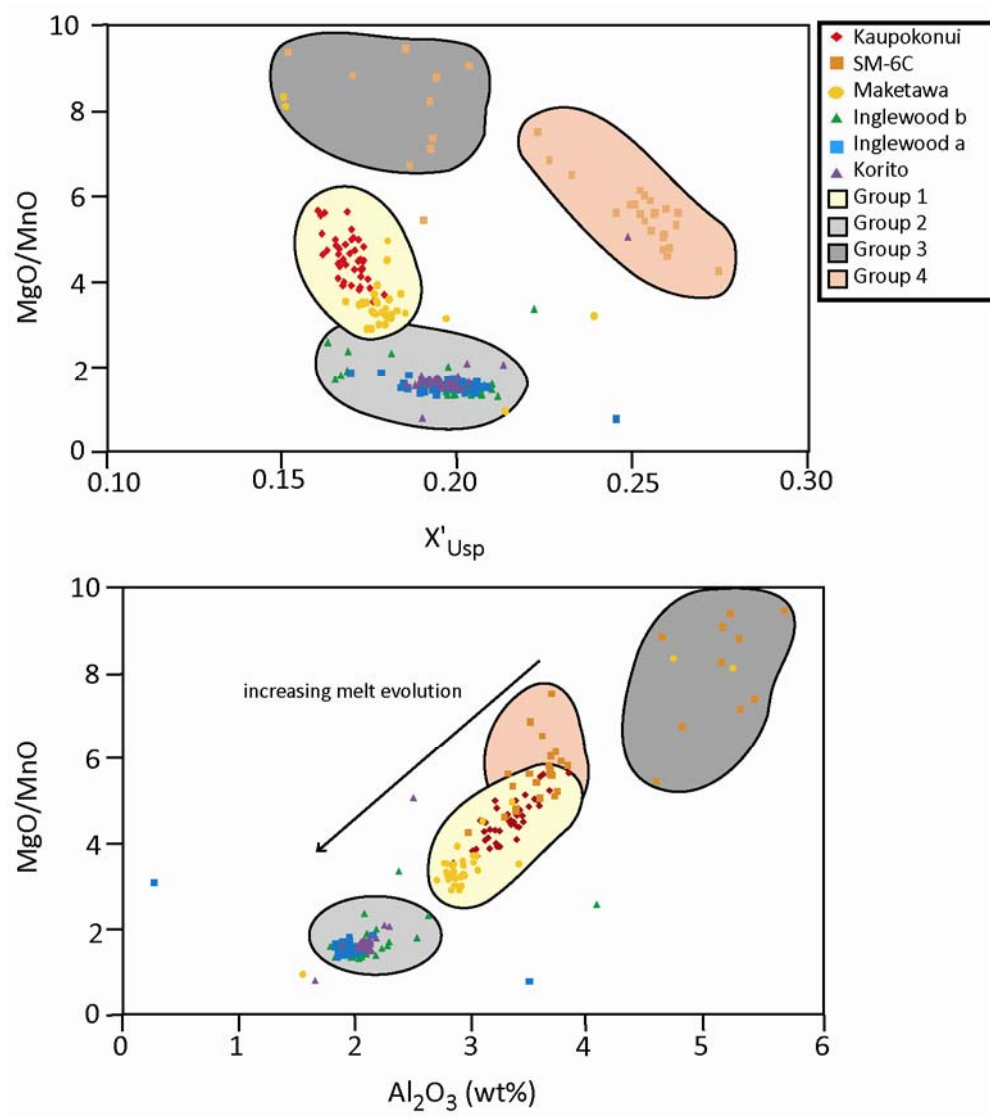 10
8
6
4
2
0
MgO/MnO
0.10
0.15
0.20
0.25
0.30
X'Usp
Kaupokonui
SM-6C
Maketawa
Inglewood b
Inglewood a
Korito
Group 1
Group 2
Group 3
Group 4
10
8
6
4
2
0
MgO/MnO
increasing melt evolution
0
1
2
3
4
5
6
Al2O3 (wt%)